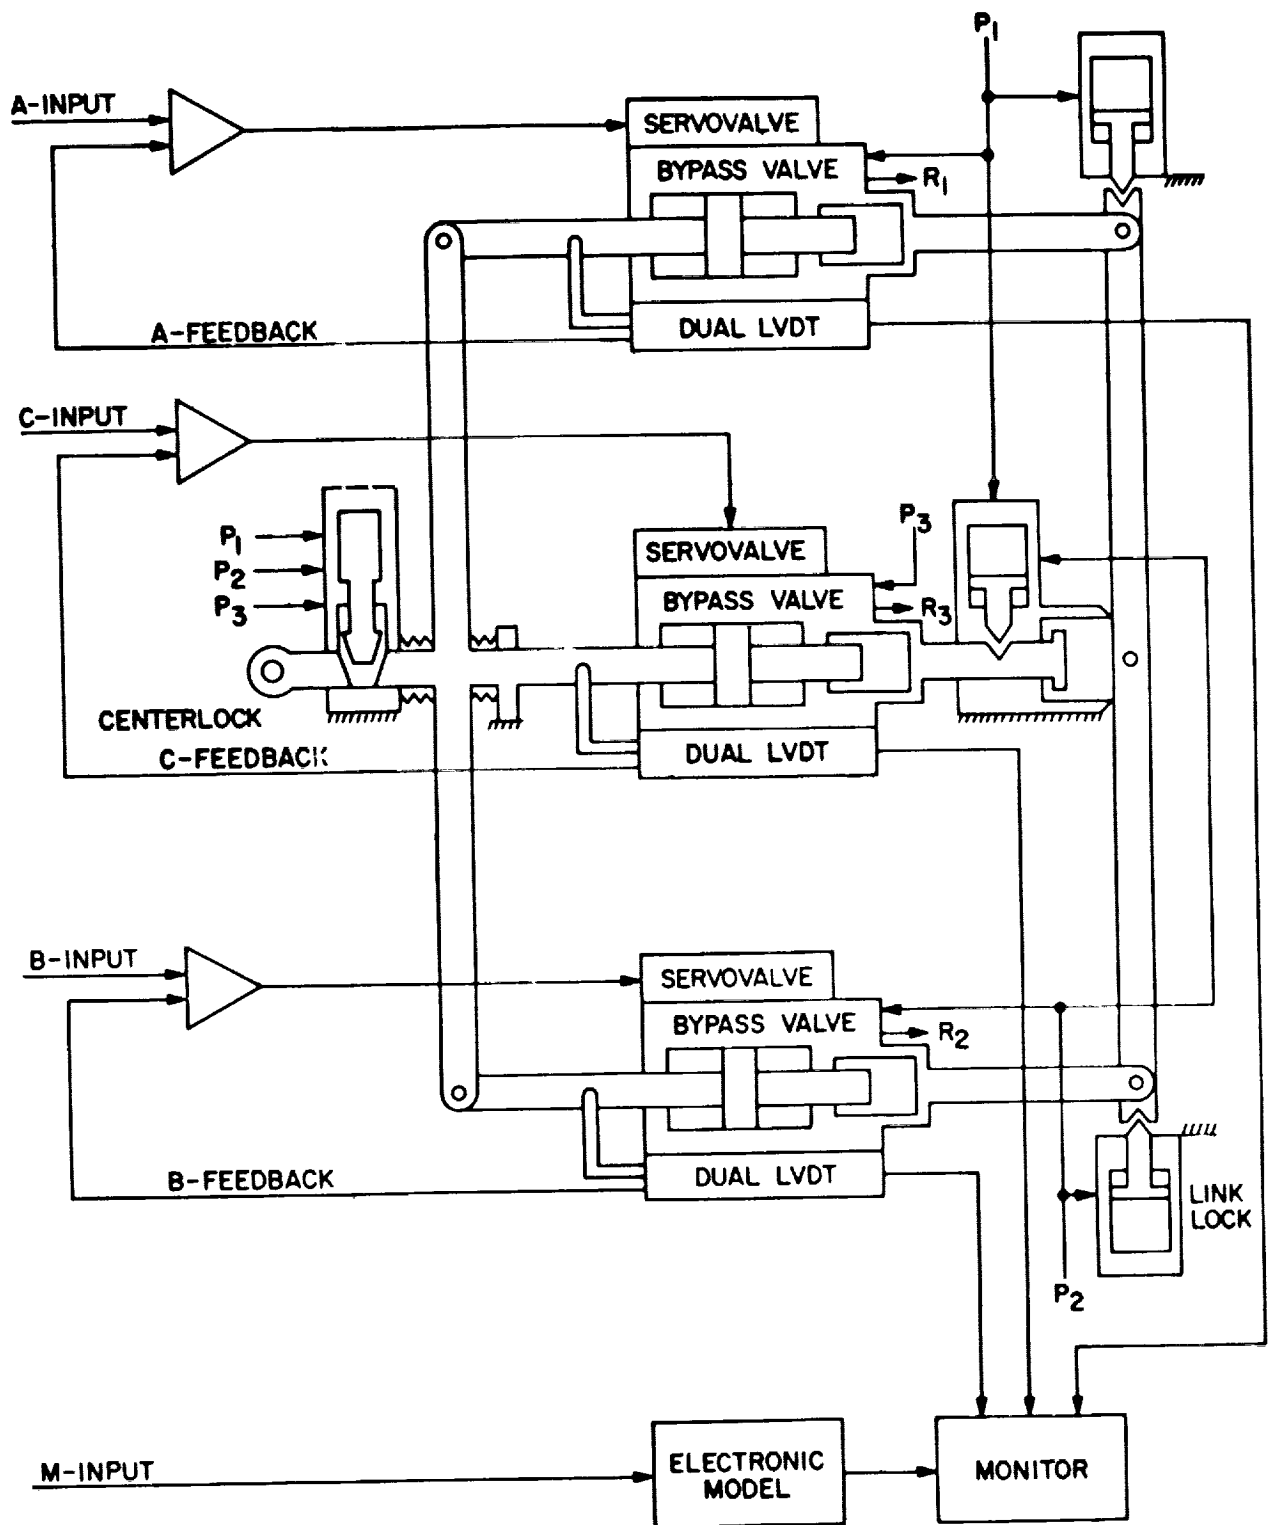 P1
A-INPUT
SERVOVALVE
BYPASS VALVE
R1
A-FEEDBACK
DUAL LVDT
C-INPUT
P1
P2
P3
P3
SERVOVALVE
BYPASS VALVE
R3
CENTERLOCK
C-FEEDBACK
DUAL LVDT
B-INPUT
SERVOVALVE
BYPASS VALVE
R2
B-FEEDBACK
DUAL LVDT
LINK
LOCK
P2
M-INPUT
ELECTRONIC
MODEL
MONITOR